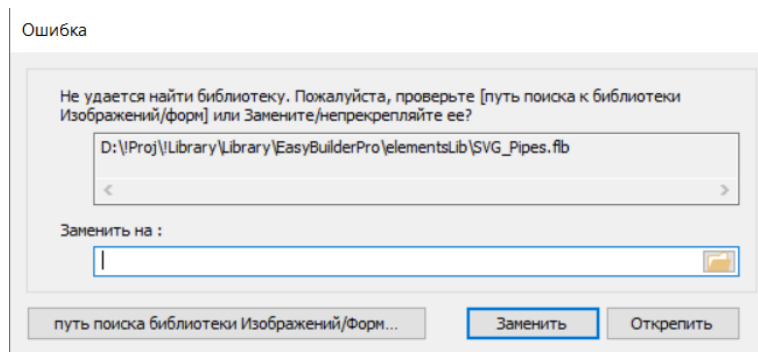 Ошибка
Не удается найти библиотеку. Пожалуйста, проверьте [путь поиска к библиотеки
Изображений/форм] или Замените/непрекрепляйте ее?
D:\!Proj\!Library\Library\EasyBuilderPro\elementsLib\SVG_Pipes.flb
Заменить на :
путь поиска библиотеки Изображений/Форм...
Заменить
Открепить